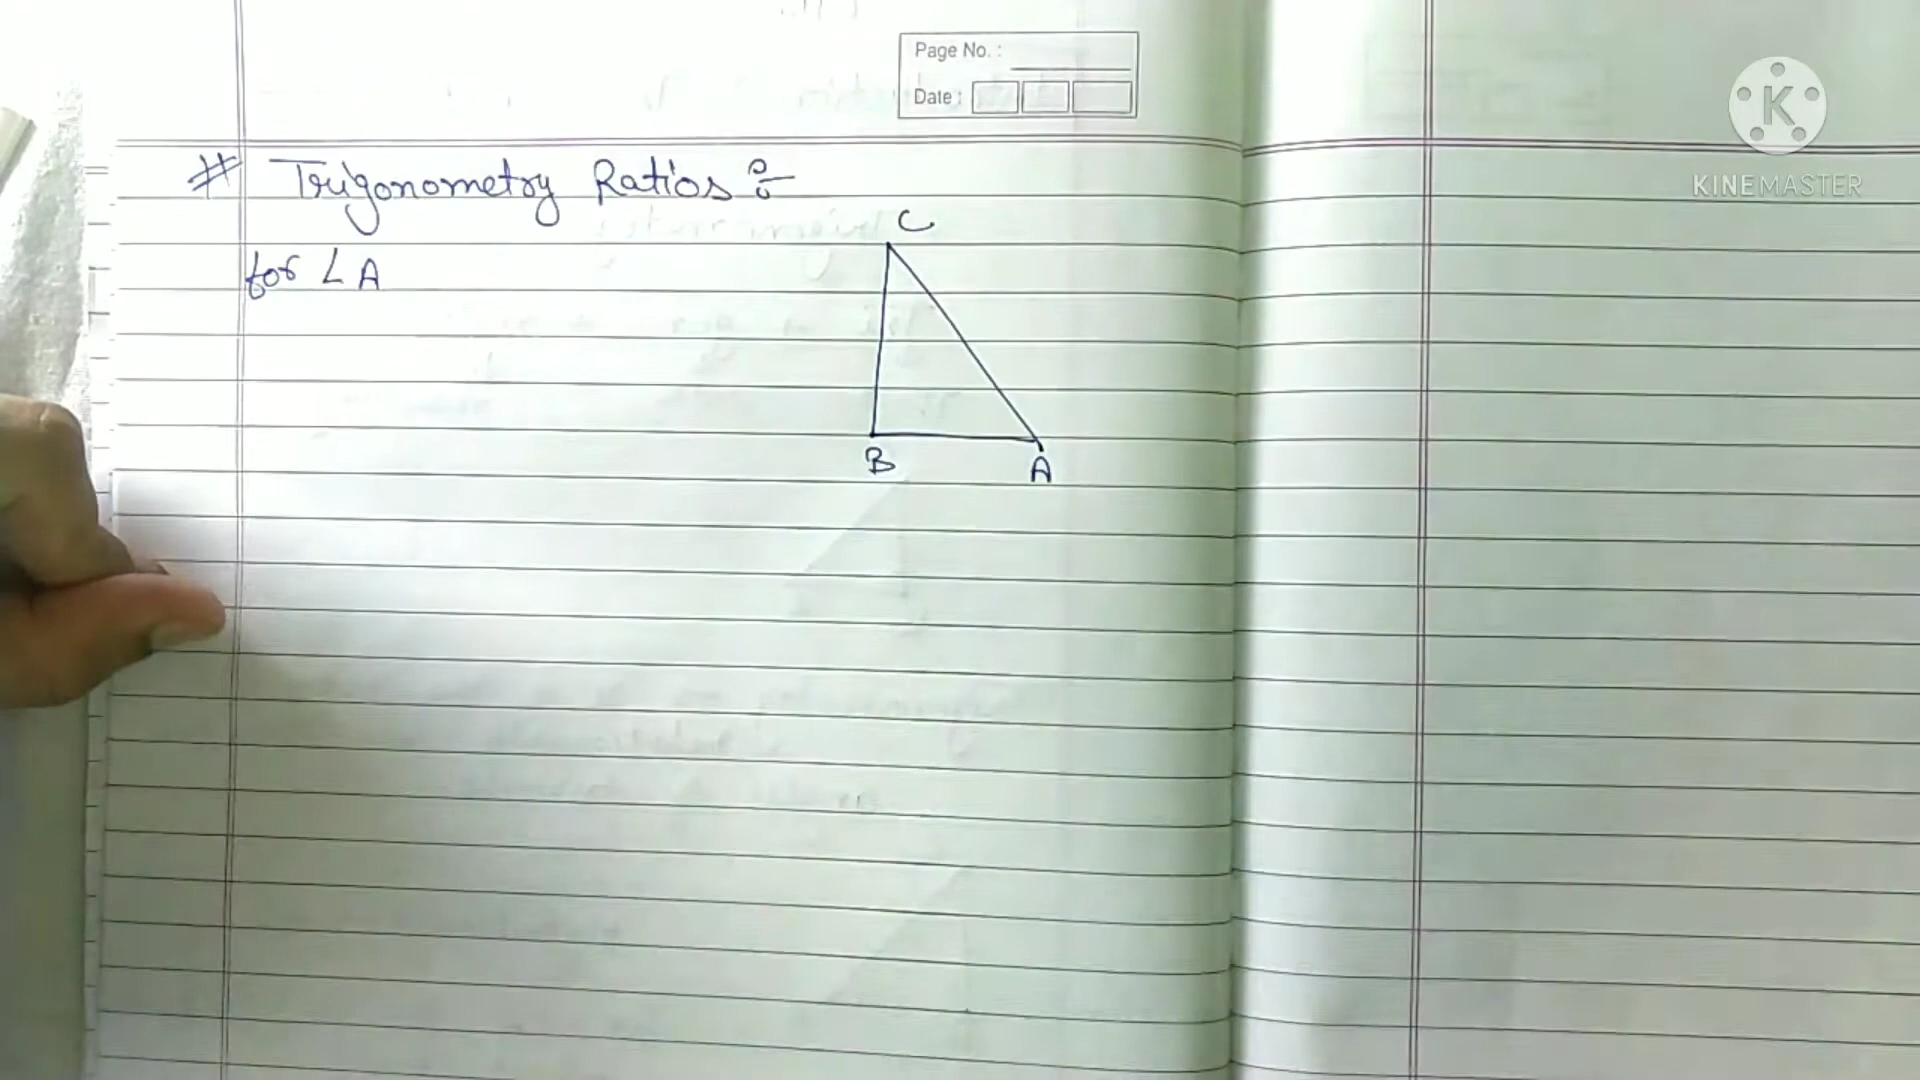 Page No. :
Date :
KINEMASTER
# Trigonometry Ratios :-
for ∠A
C
B
A